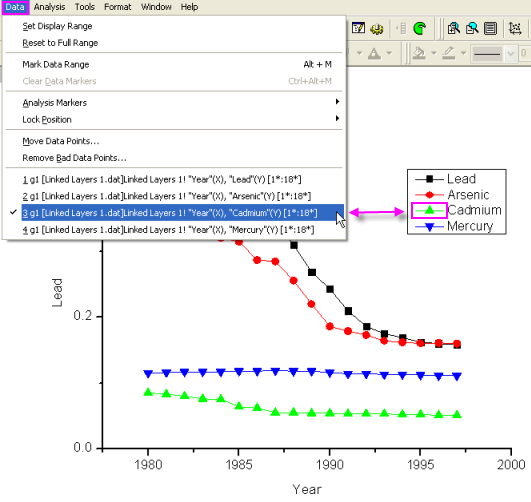 Data Analysis Tools Format Window Help
Set Display Range
Reset to Full Range
Mark Data Range Alt + M
Clear Data Markers Ctrl+Alt+M
Analysis Markers
Lock Position
Move Data Points...
Remove Bad Data Points...
1 g1 [Linked Layers 1.dat]Linked Layers 1! "Year"(X), "Lead"(Y) [1*:18*]
2 g1 [Linked Layers 1.dat]Linked Layers 1! "Year"(X), "Arsenic"(Y) [1*:18*]
3 g1 [Linked Layers 1.dat]Linked Layers 1! "Year"(X), "Cadmium"(Y) [1*:18*]
4 g1 [Linked Layers 1.dat]Linked Layers 1! "Year"(X), "Mercury"(Y) [1*:18*]
0
Lead
Arsenic
Cadmium
Mercury
Lead
0.2
0.0
1980 1985 1990 1995 2000
Year